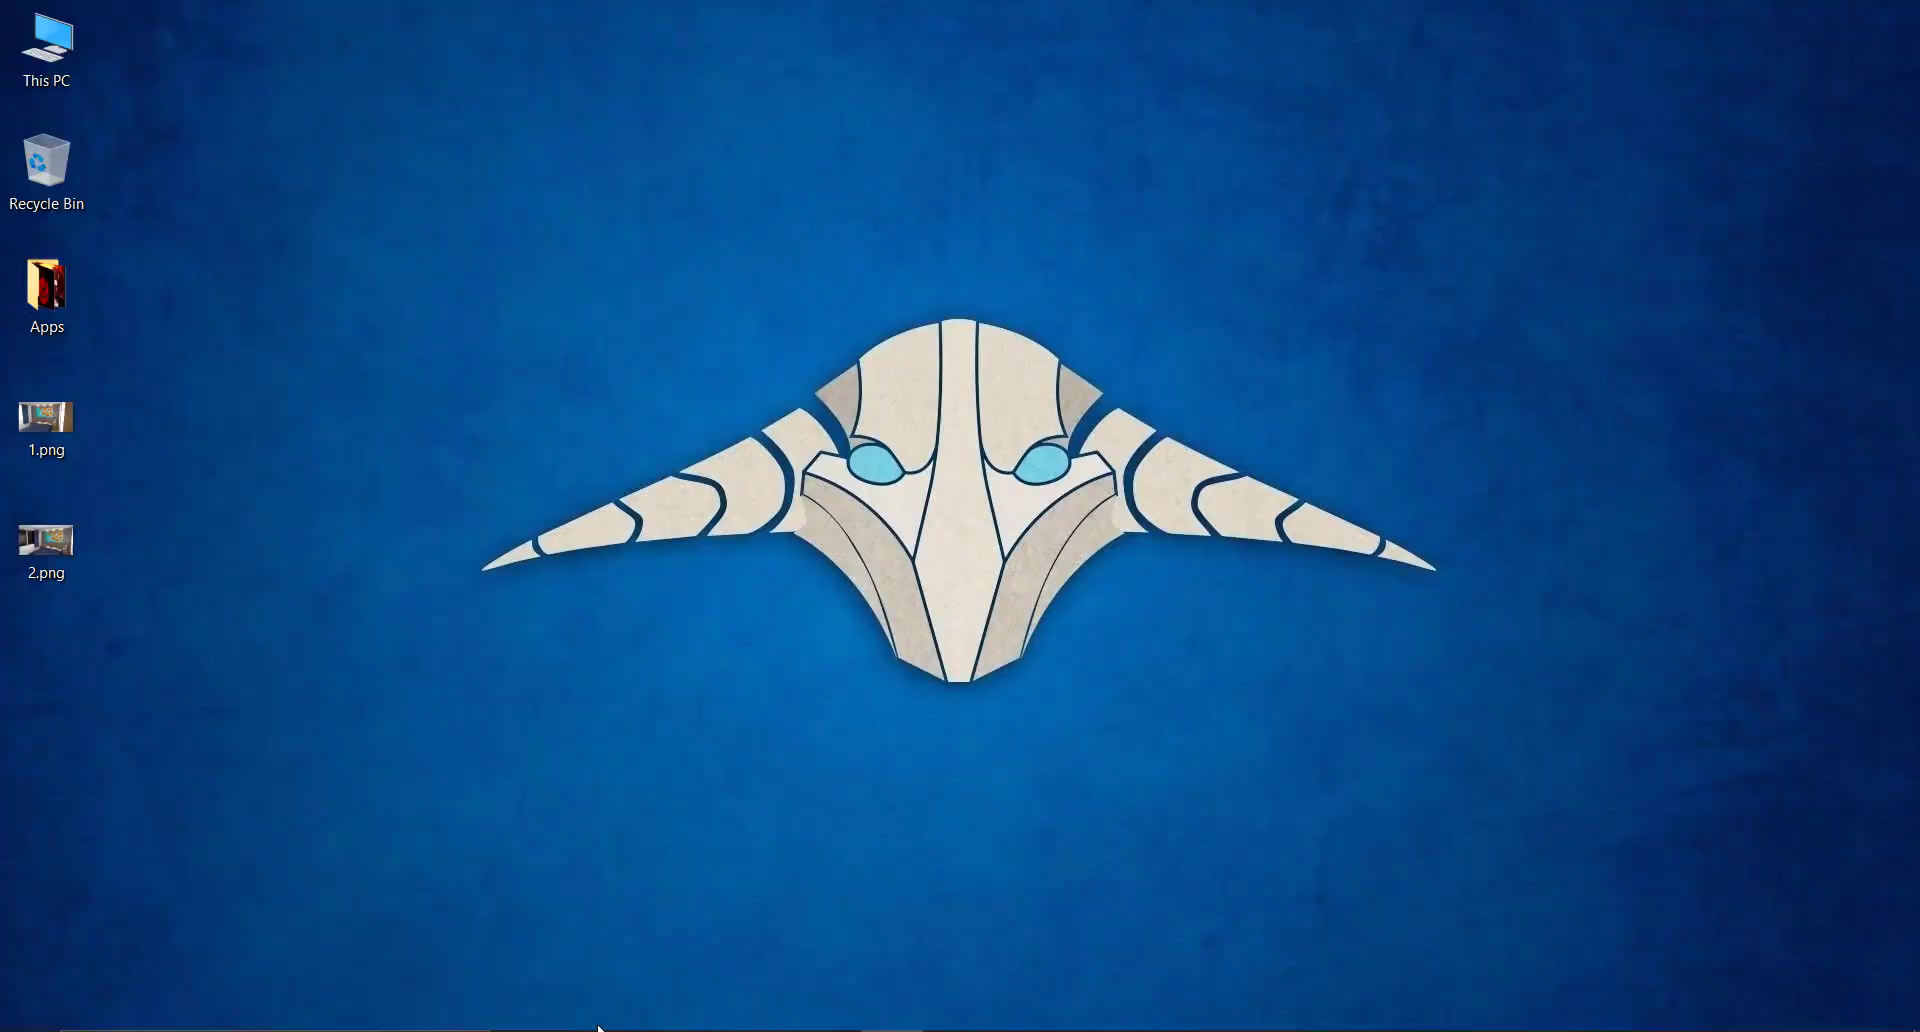 This PC
Recycle Bin
Apps
1.png
2.png